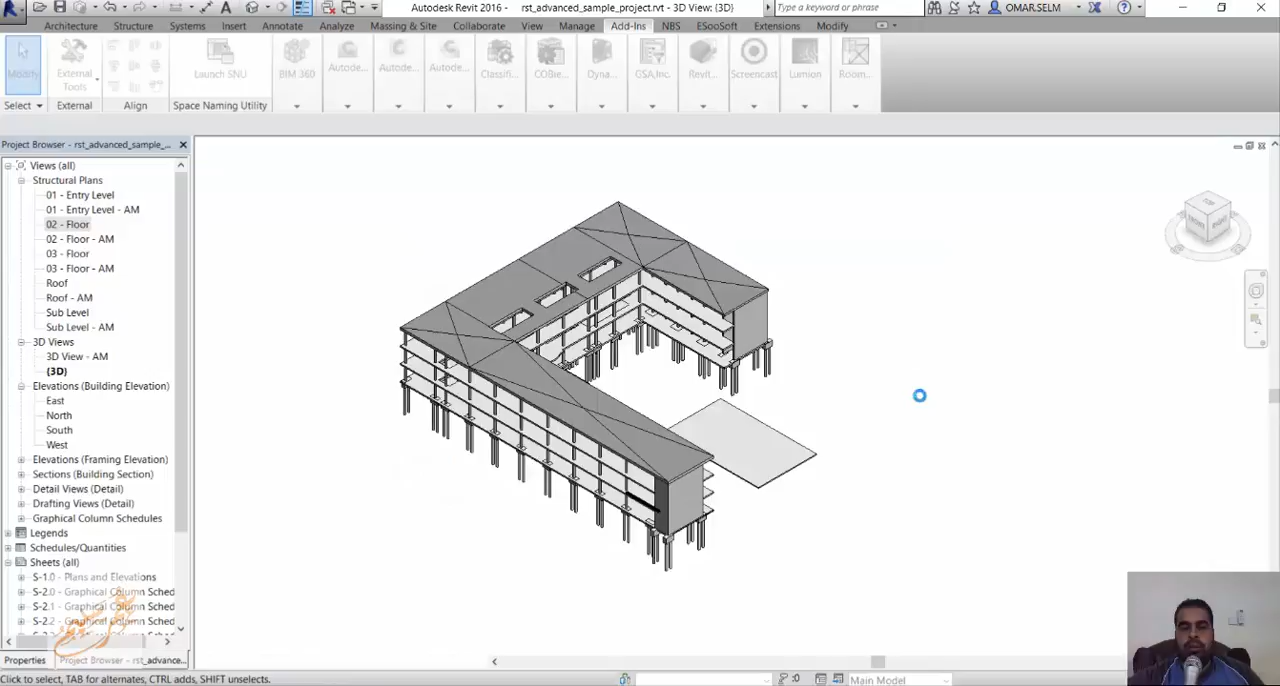 Autodesk Revit 2016 - rst_advanced_sample_project.rvt - 3D View: {3D}
Type a keyword or phrase
OMAR.SELM
Architecture Structure Systems Insert Annotate Analyze Massing & Site Collaborate View Manage Add-Ins NBS ESooSoft Extensions Modify
Modify
External Tools
Launch SNU
BIM 360
Autode...
Autode...
Autode...
Classifi...
COBie...
Dyna...
GSA,Inc.
Revit...
Screencast
Lumion
Room...
Select External Align Space Naming Utility
Project Browser - rst_advanced_sample_...
Views (all)
Structural Plans
01 - Entry Level
01 - Entry Level - AM
02 - Floor
02 - Floor - AM
03 - Floor
03 - Floor - AM
Roof
Roof - AM
Sub Level
Sub Level - AM
3D Views
3D View - AM
{3D}
Elevations (Building Elevation)
East
North
South
West
Elevations (Framing Elevation)
Sections (Building Section)
Detail Views (Detail)
Drafting Views (Detail)
Graphical Column Schedules
Legends
Schedules/Quantities
Sheets (all)
S-1.0 - Plans and Elevations
S-2.0 - Graphical Column Sched
S-2.1 - Graphical Column Sched
S-2.2 - Graphical Column Sched
Properties
Project Browser - rst_advance...
Click to select, TAB for alternates, CTRL adds, SHIFT unselects.
:0
Main Model
TOP
FRONT